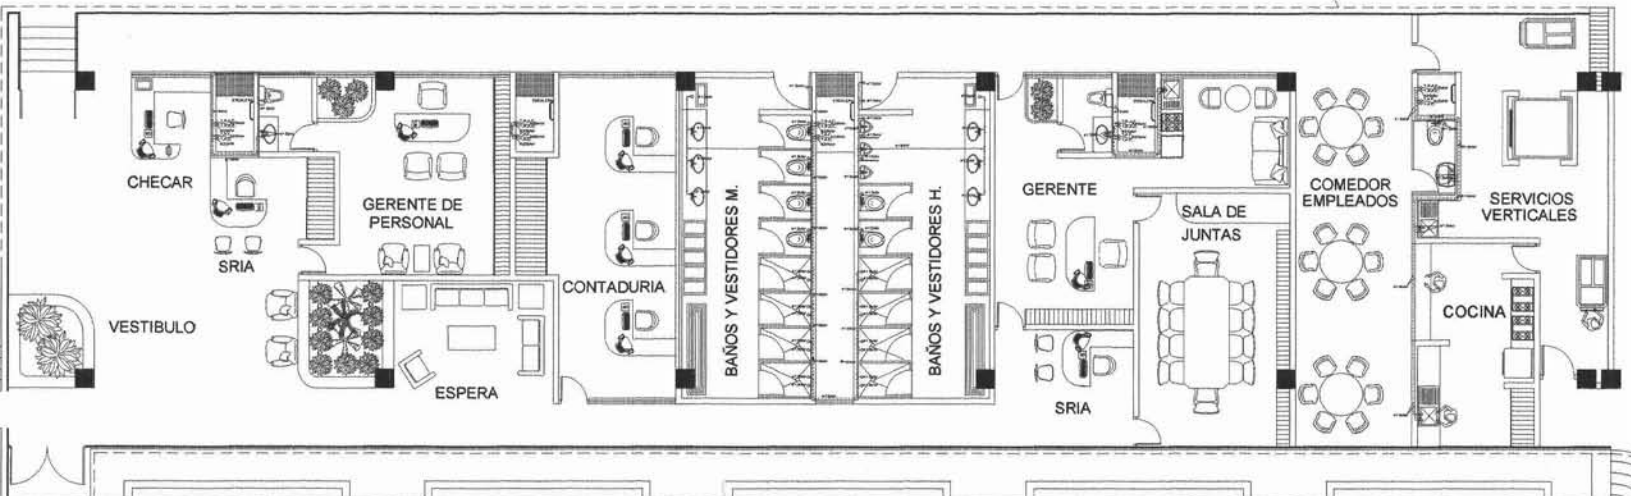 CHECAR
SRIA
VESTIBULO
GERENTE DE
PERSONAL
ESPERA
CONTADURIA
BAÑOS Y VESTIDORES M.
BAÑOS Y VESTIDORES H.
GERENTE
SRIA
SALA DE
JUNTAS
COMEDOR
EMPLEADOS
SERVICIOS
VERTICALES
COCINA